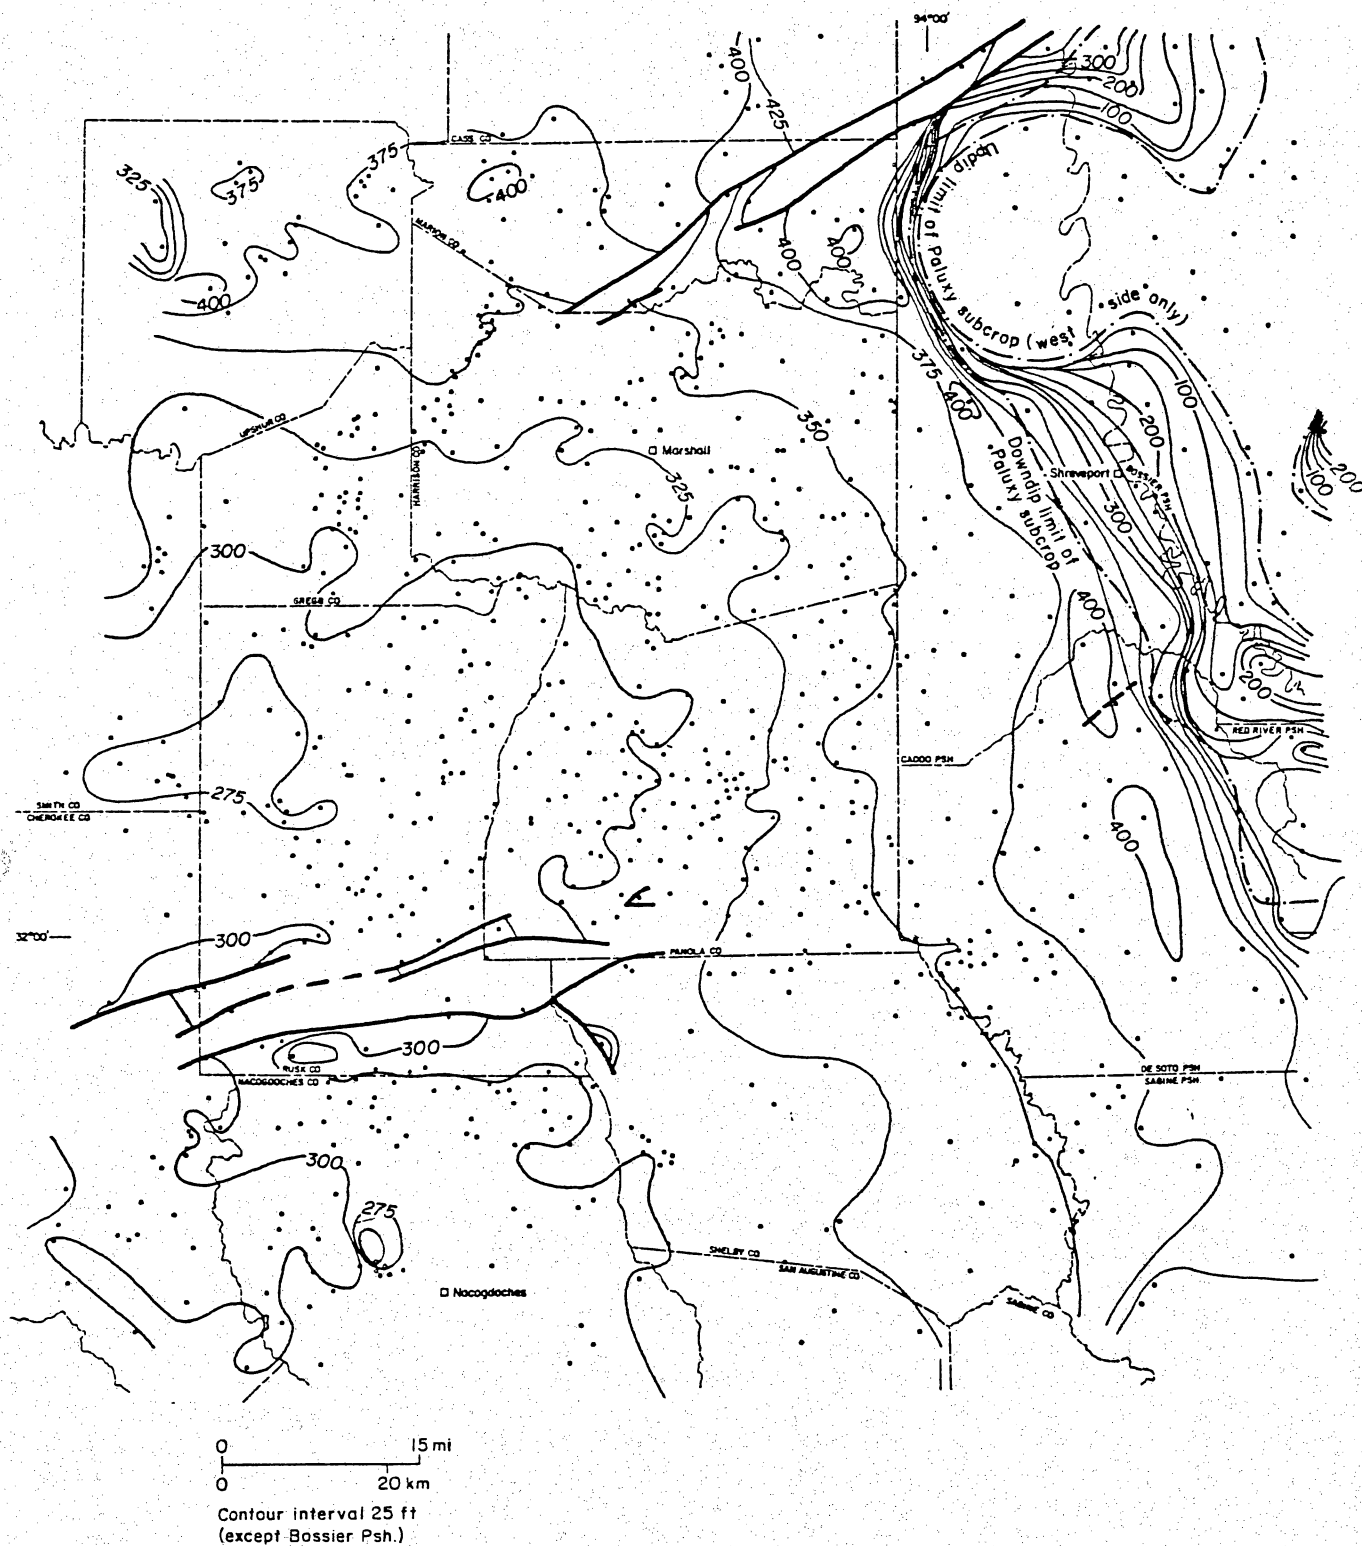 94°00'
400
425
300
200
100
CASS CO
375
325
375
400
MARION CO
Updip limit of Paluxy subcrop (west side only)
400
400
400
375
400
350
100
200
UPSHUR CO
HARRISON CO
Marshall
325
Downdip limit of
Paluxy subcrop
Shreveport
BOSSIER PSH
300
200
100
300
GREGG CO
400
200
RED RIVER PSH
CADDO PSH
275
SMITH CO
CHEROKEE CO
400
32°00'
300
PANOLA CO
300
RUSK CO
NACOGDOCHES CO
DE SOTO PSH
SABINE PSH
300
275
SHELBY CO
SAN AUGUSTINE CO
Nacogdoches
SABINE CO
0 15 mi
0 20 km
Contour interval 25 ft
(except Bossier Psh.)